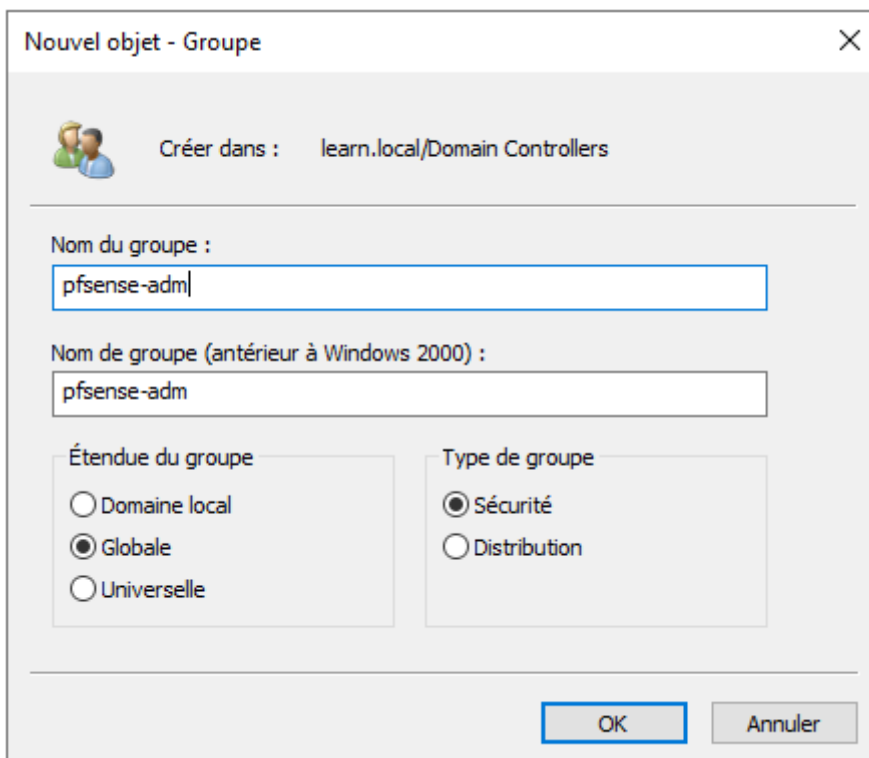 Nouvel objet - Groupe
Créer dans : learn.local/Domain Controllers
Nom du groupe :
pfsense-adm
Nom de groupe (antérieur à Windows 2000) :
pfsense-adm
Étendue du groupe
Domaine local
Globale
Universelle
Type de groupe
Sécurité
Distribution
OK Annuler